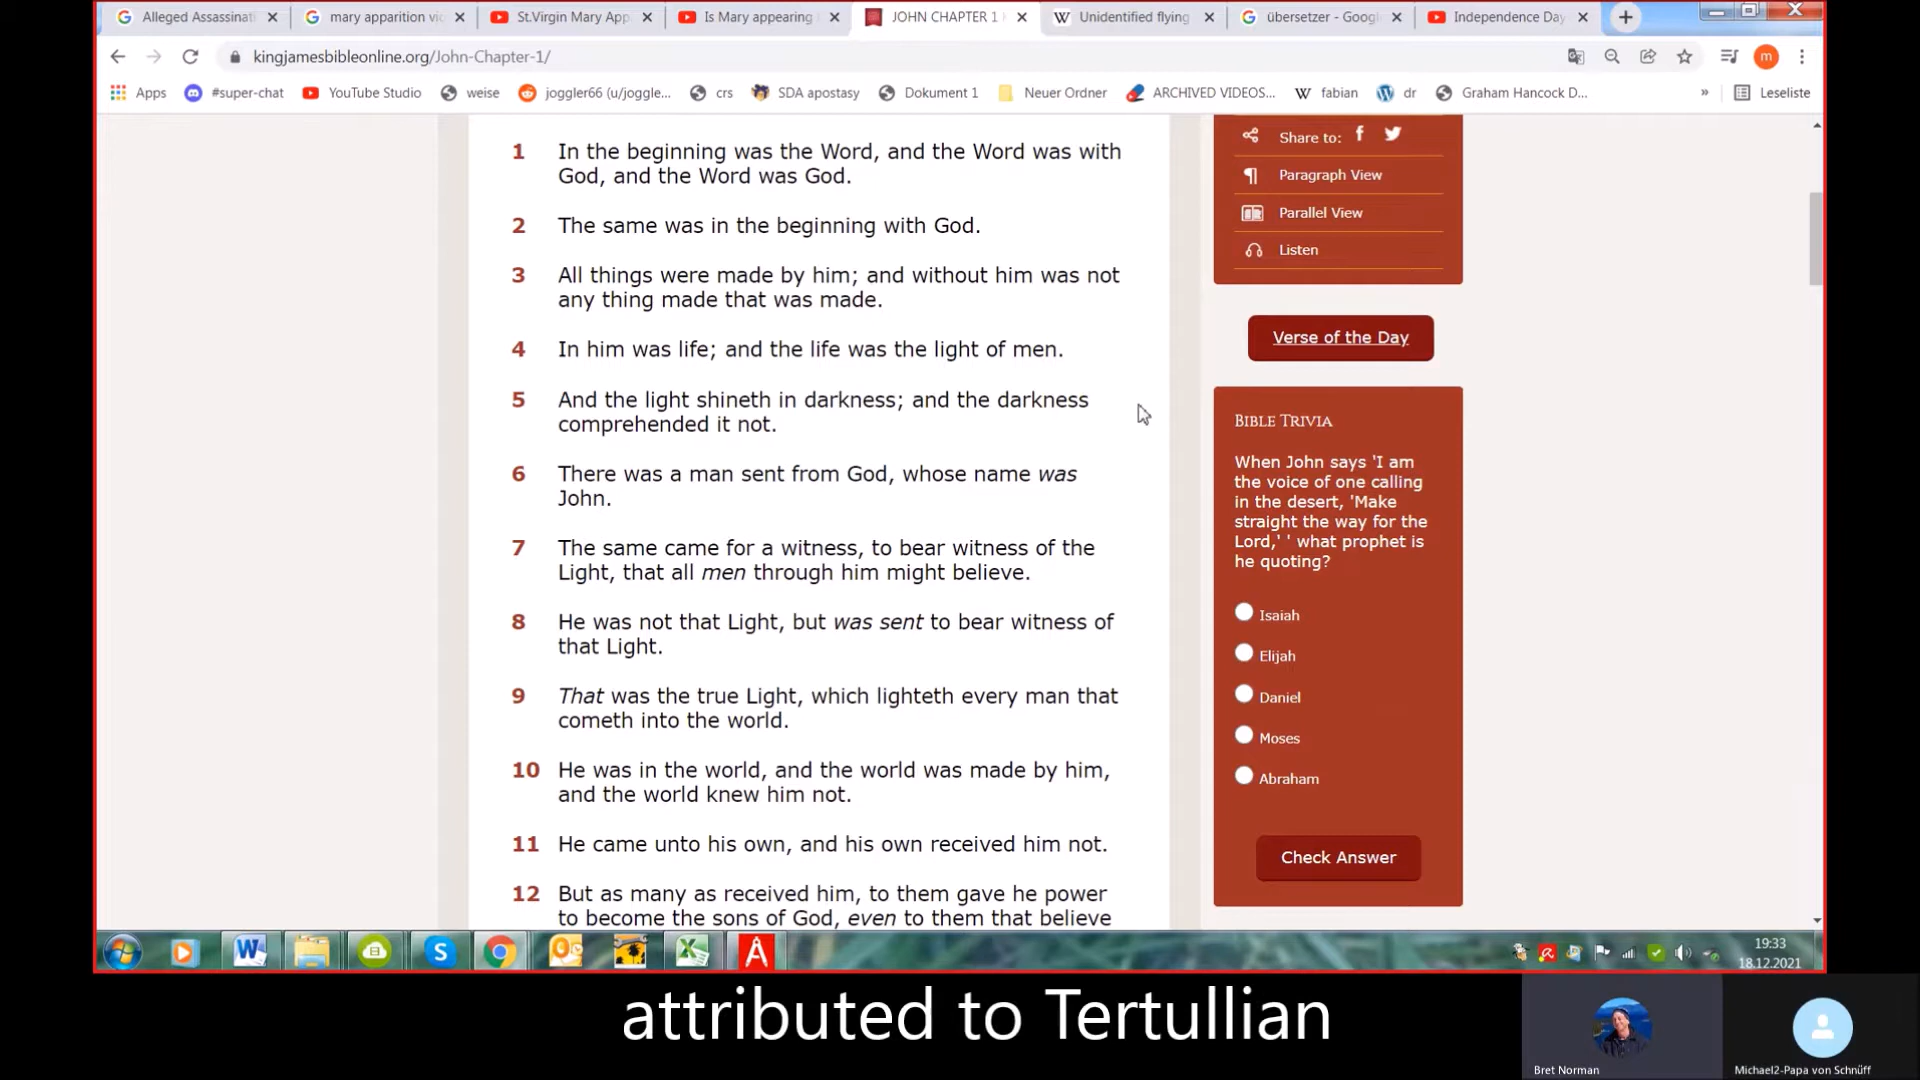 Alleged Assassinati
mary apparition vi
St.Virgin Mary App
Is Mary appearing
JOHN CHAPTER 1
Unidentified flying
übersetzer - Googl
Independence Day
kingjamesbibleonline.org/John-Chapter-1/
m
Apps
#super-chat
YouTube Studio
weise
joggler66 (u/joggle...
crs
SDA apostasy
Dokument 1
Neuer Ordner
ARCHIVED VIDEOS...
fabian
dr
Graham Hancock D...
»
Leseliste
1 In the beginning was the Word, and the Word was with
God, and the Word was God.
2 The same was in the beginning with God.
3 All things were made by him; and without him was not
any thing made that was made.
4 In him was life; and the life was the light of men.
5 And the light shineth in darkness; and the darkness
comprehended it not.
6 There was a man sent from God, whose name was
John.
7 The same came for a witness, to bear witness of the
Light, that all men through him might believe.
8 He was not that Light, but was sent to bear witness of
that Light.
9 That was the true Light, which lighteth every man that
cometh into the world.
10 He was in the world, and the world was made by him,
and the world knew him not.
11 He came unto his own, and his own received him not.
12 But as many as received him, to them gave he power
to become the sons of God, even to them that believe
Share to:
Paragraph View
Parallel View
Listen
Verse of the Day
BIBLE TRIVIA
When John says 'I am
the voice of one calling
in the desert, 'Make
straight the way for the
Lord,' ' what prophet is
he quoting?
Isaiah
Elijah
Daniel
Moses
Abraham
Check Answer
19:33
18.12.2021
attributed to Tertullian
Bret Norman
Michael2-Papa von Schnüff